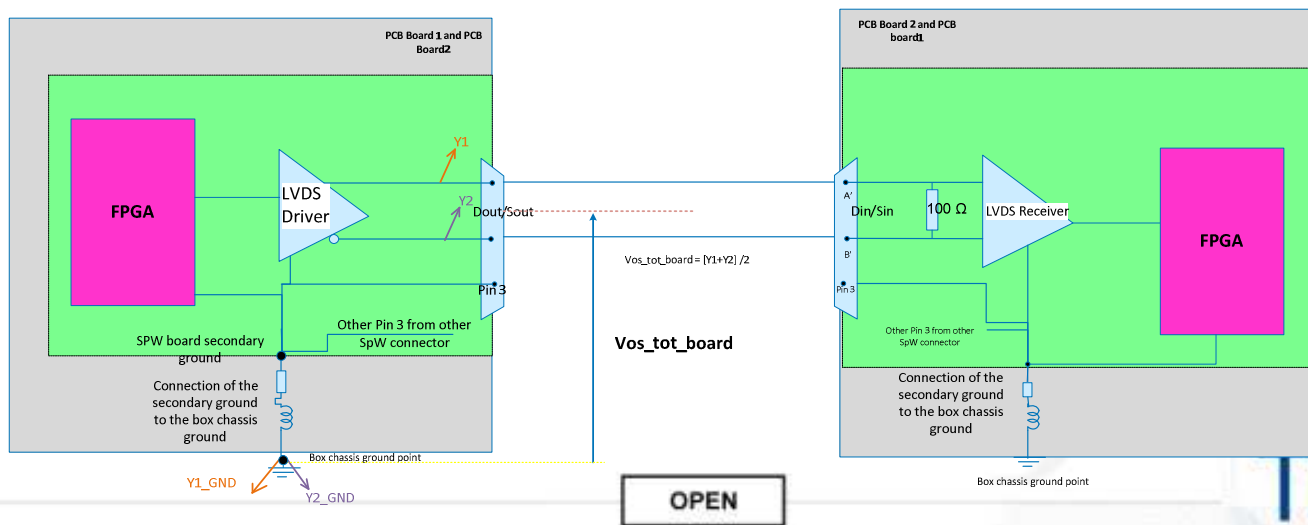 PCB Board 1 and PCB
Board2
PCB Board 2 and PCB
board1
FPGA
LVDS
Driver
Y1
Y2
Dout/Sout
Pin 3
Other Pin 3 from other
SpW connector
SPW board secondary
ground
Connection of the
secondary ground
to the box chassis
ground
Box chassis ground point
Y1_GND
Y2_GND
Vos_tot_board = [Y1+Y2] /2
Vos_tot_board
A'
B'
Pin 3
Din/Sin
100 Ω
LVDS Receiver
FPGA
Other Pin 3 from other
SpW connector
Connection of the
secondary ground
to the box chassis
ground
Box chassis ground point
OPEN